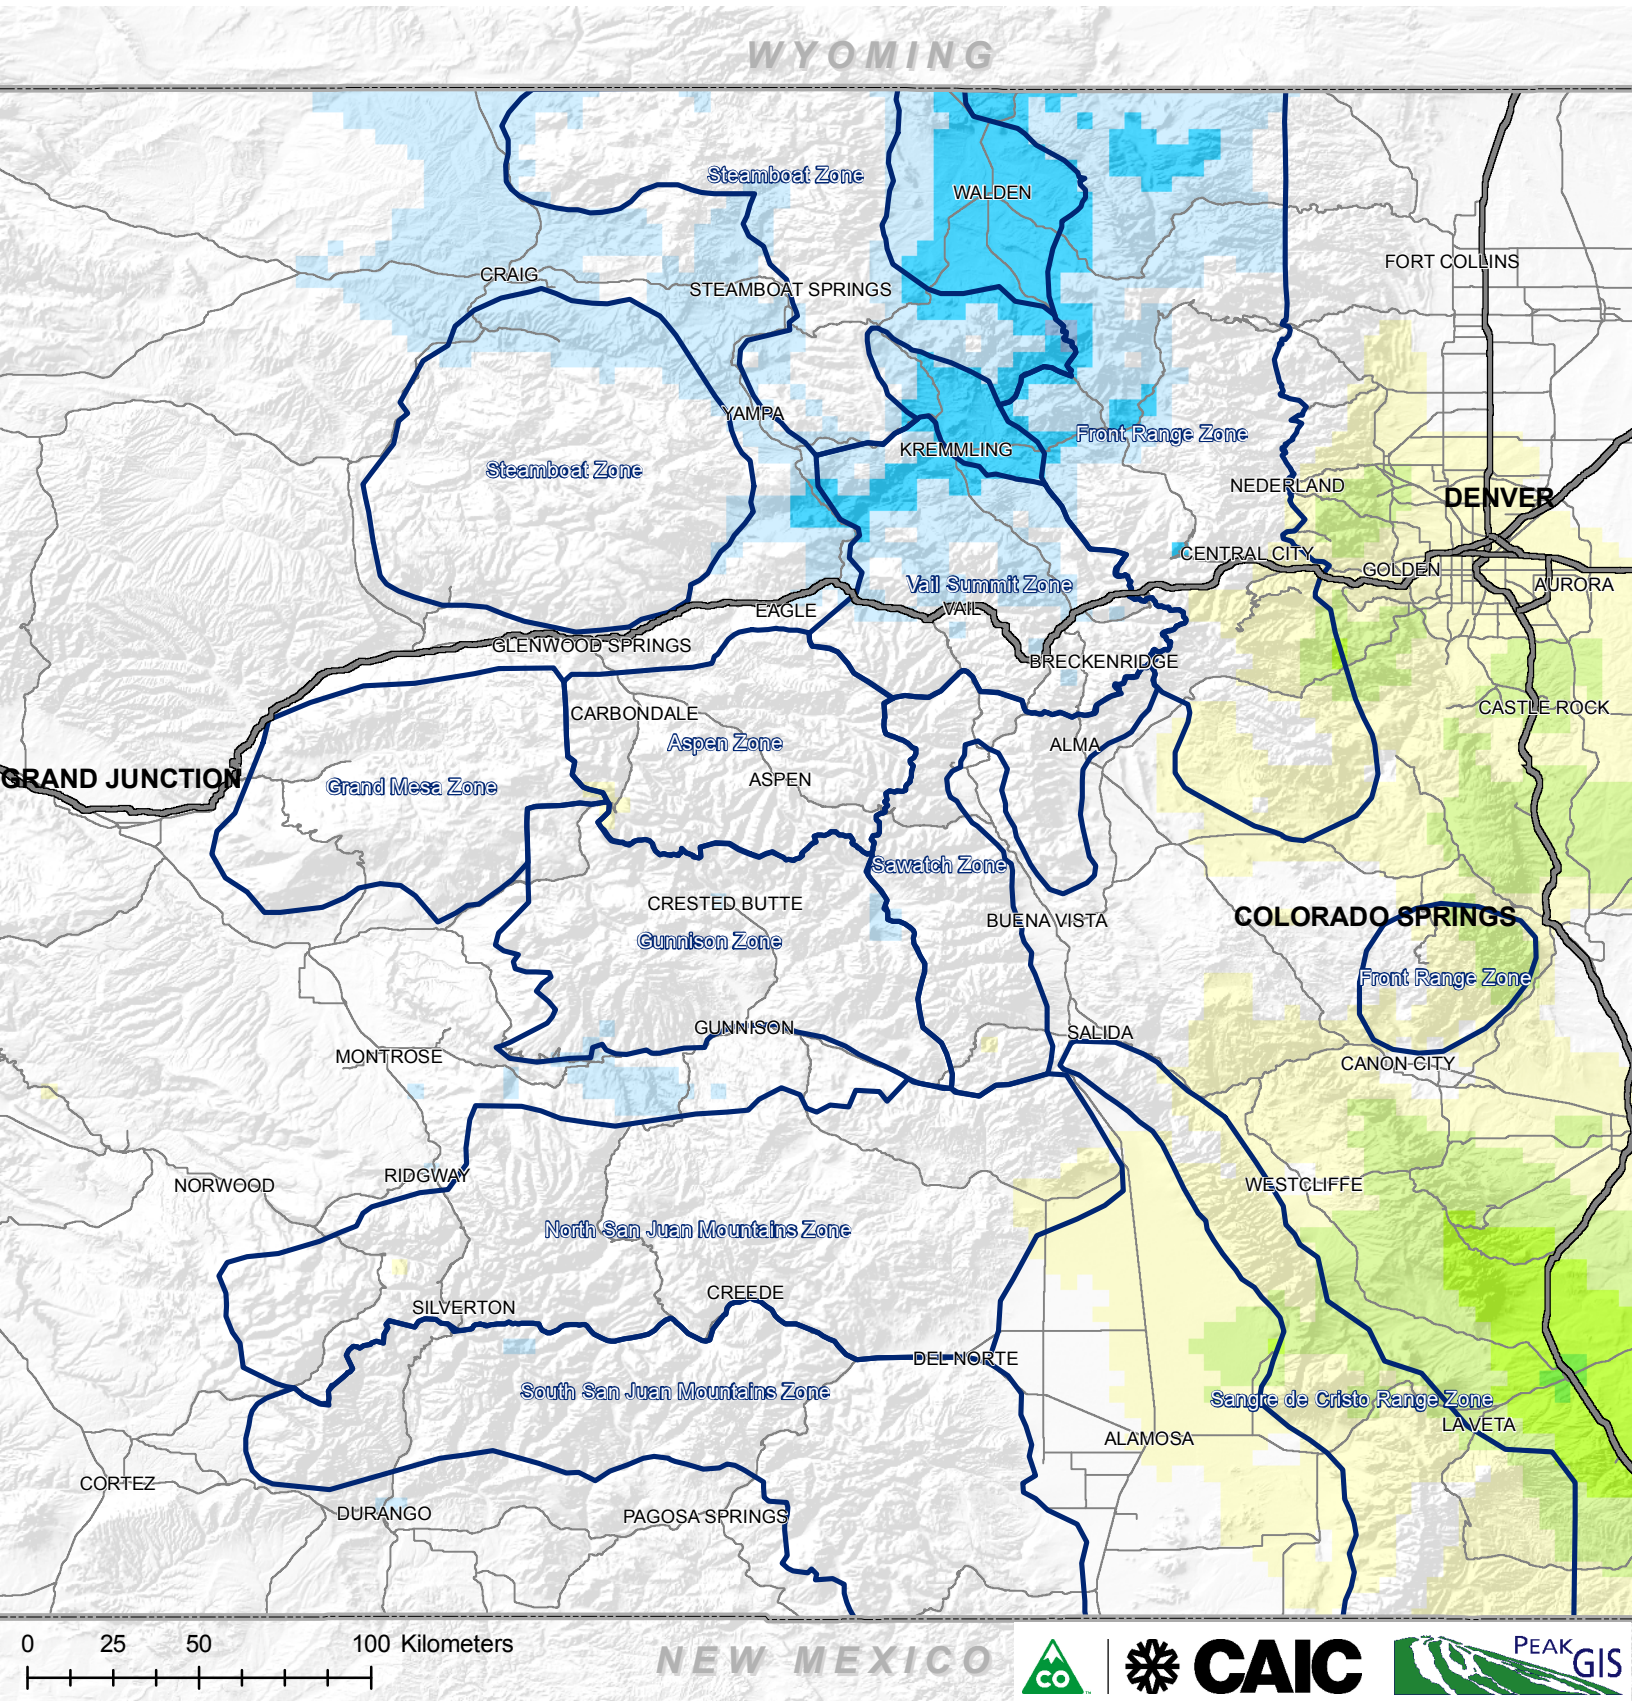 WYOMING
Steamboat Zone
WALDEN
FORT COLLINS
CRAIG
STEAMBOAT SPRINGS
YAMPA
Front Range Zone
KREMMLING
Steamboat Zone
NEDERLAND
DENVER
CENTRAL CITY
GOLDEN
AURORA
Vail Summit Zone
EAGLE
VAIL
GLENWOOD SPRINGS
BRECKENRIDGE
CASTLE ROCK
CARBONDALE
Aspen Zone
ALMA
GRAND JUNCTION
Grand Mesa Zone
ASPEN
Sawatch Zone
CRESTED BUTTE
BUENA VISTA
COLORADO SPRINGS
Gunnison Zone
Front Range Zone
GUNNISON
SALIDA
MONTROSE
CANON CITY
RIDGWAY
NORWOOD
WESTCLIFFE
North San Juan Mountains Zone
CREEDE
SILVERTON
DEL NORTE
South San Juan Mountains Zone
Sangre de Cristo Range Zone
LA VETA
ALAMOSA
CORTEZ
DURANGO
PAGOSA SPRINGS
0 25 50 100 Kilometers
NEW MEXICO
CO
CAIC
PEAK
GIS